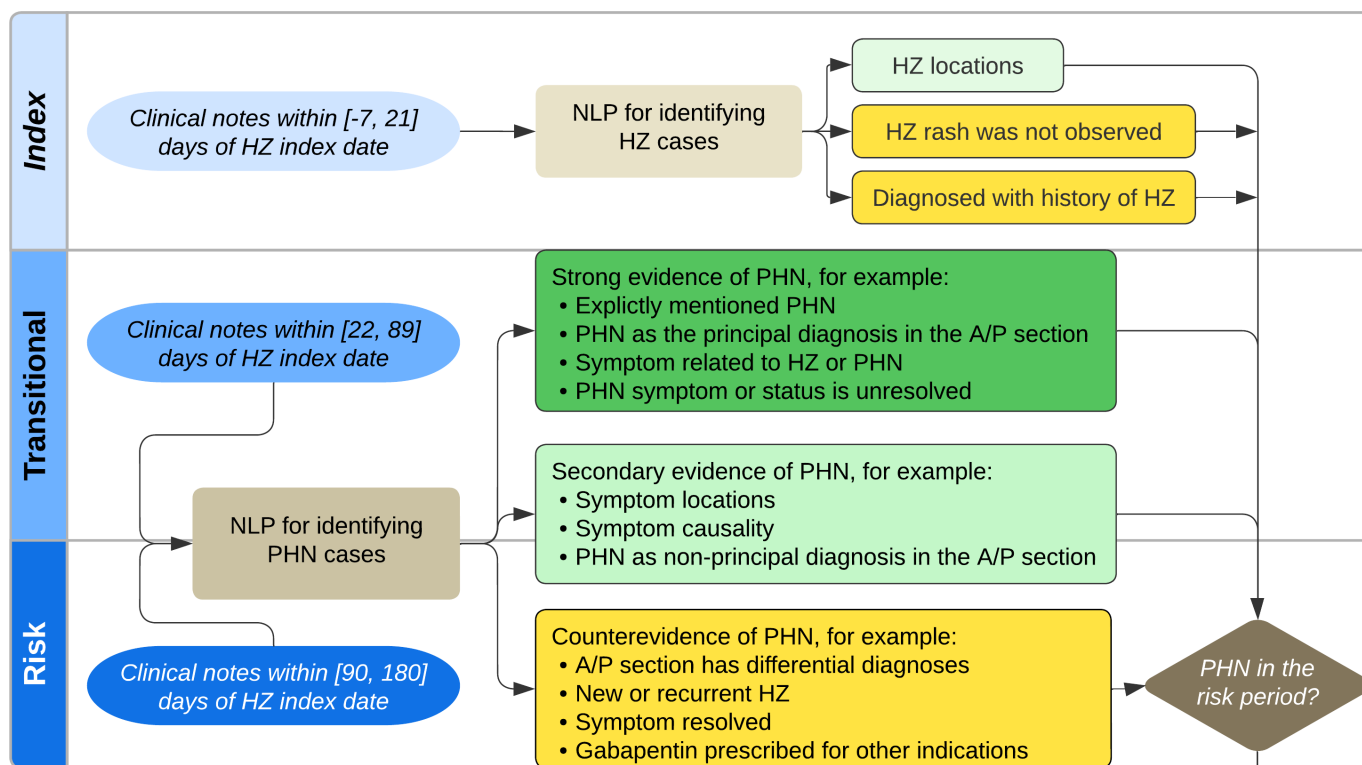 Index
Clinical notes within [-7, 21]
days of HZ index date
NLP for identifying
HZ cases
HZ locations
HZ rash was not observed
Diagnosed with history of HZ
Transitional
Clinical notes within [22, 89]
days of HZ index date
Strong evidence of PHN, for example:
• Explictly mentioned PHN
• PHN as the principal diagnosis in the A/P section
• Symptom related to HZ or PHN
• PHN symptom or status is unresolved
Secondary evidence of PHN, for example:
• Symptom locations
• Symptom causality
• PHN as non-principal diagnosis in the A/P section
NLP for identifying
PHN cases
Risk
Clinical notes within [90, 180]
days of HZ index date
Counterevidence of PHN, for example:
• A/P section has differential diagnoses
• New or recurrent HZ
• Symptom resolved
• Gabapentin prescribed for other indications
PHN in the
risk period?